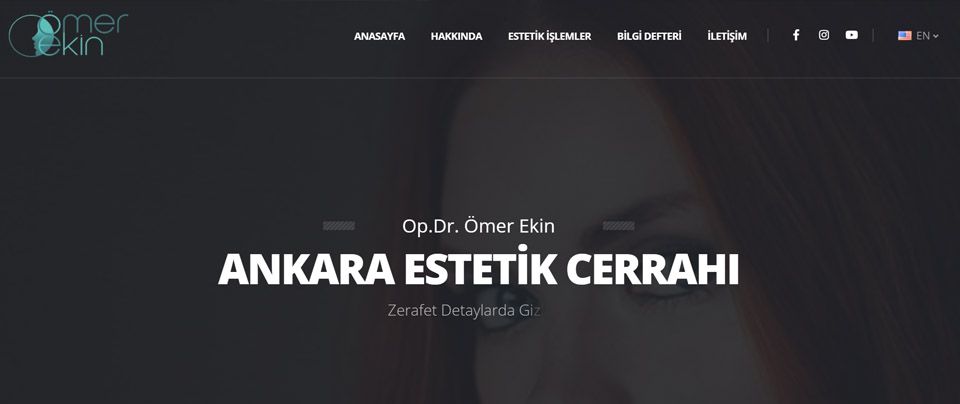 ömer
ekin
ANASAYFA HAKKINDA ESTETİK İŞLEMLER BİLGİ DEFTERİ İLETİŞİM EN
Op.Dr. Ömer Ekin
ANKARA ESTETİK CERRAHI
Zerafet Detaylarda Giz